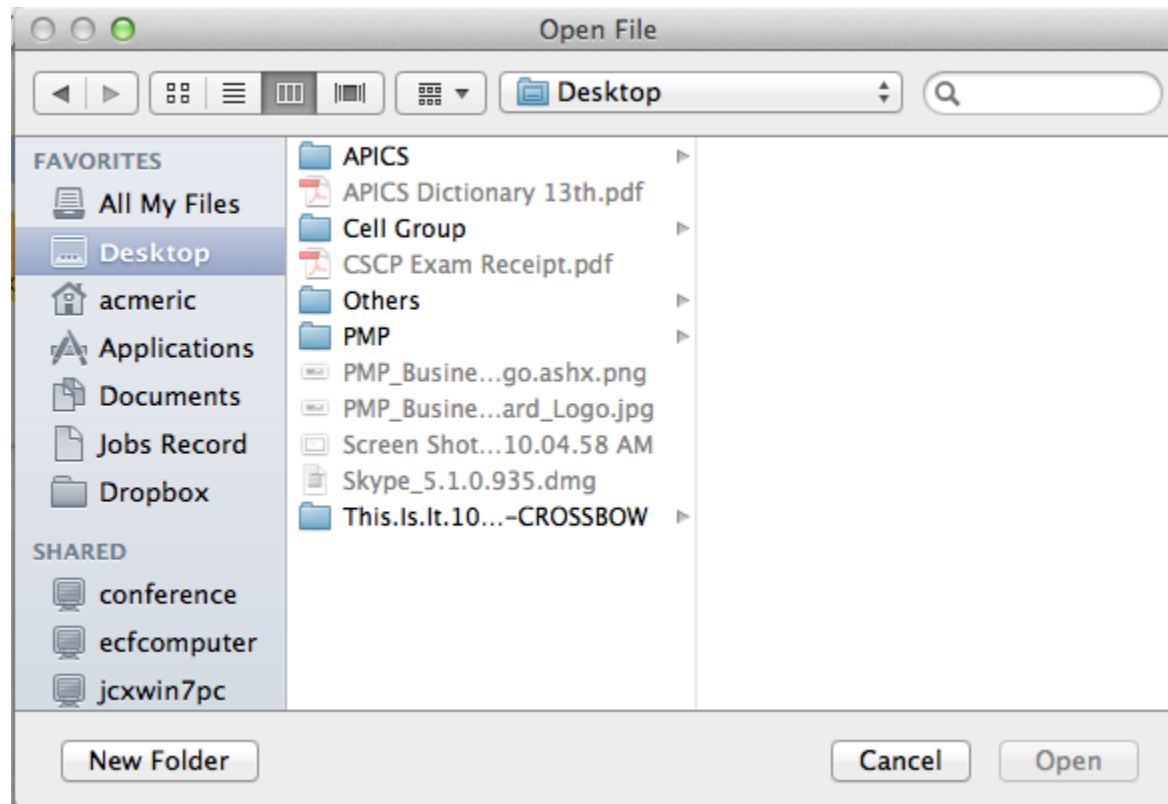 Open File
Desktop
FAVORITES
All My Files
Desktop
acmeric
Applications
Documents
Jobs Record
Dropbox
SHARED
conference
ecfcomputer
jcxwin7pc
APICS
APICS Dictionary 13th.pdf
Cell Group
CSCP Exam Receipt.pdf
Others
PMP
PMP_Busine...go.ashx.png
PMP_Busine...ard_Logo.jpg
Screen Shot...10.04.58 AM
Skype_5.1.0.935.dmg
This.Is.It.10...-CROSSBOW
New Folder
Cancel
Open